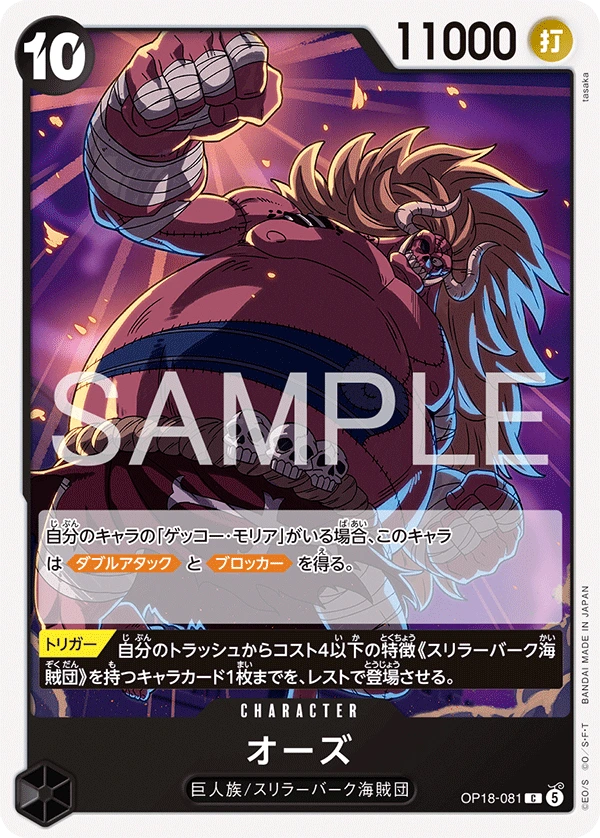 10
11000 打
tasaka
SAMPLE
自分のキャラの「ゲッコー・モリア」がいる場合、このキャラ
は ダブルアタック と ブロッカー を得る。
トリガー 自分のトラッシュからコスト4以下の特徴《スリラーバーク海
賊団》を持つキャラカード1枚までを、レストで登場させる。
CHARACTER
オーズ
巨人族/スリラーバーク海賊団
OP18-081 C 5
©EO/S ©O/S・F・T BANDAI MADE IN JAPAN